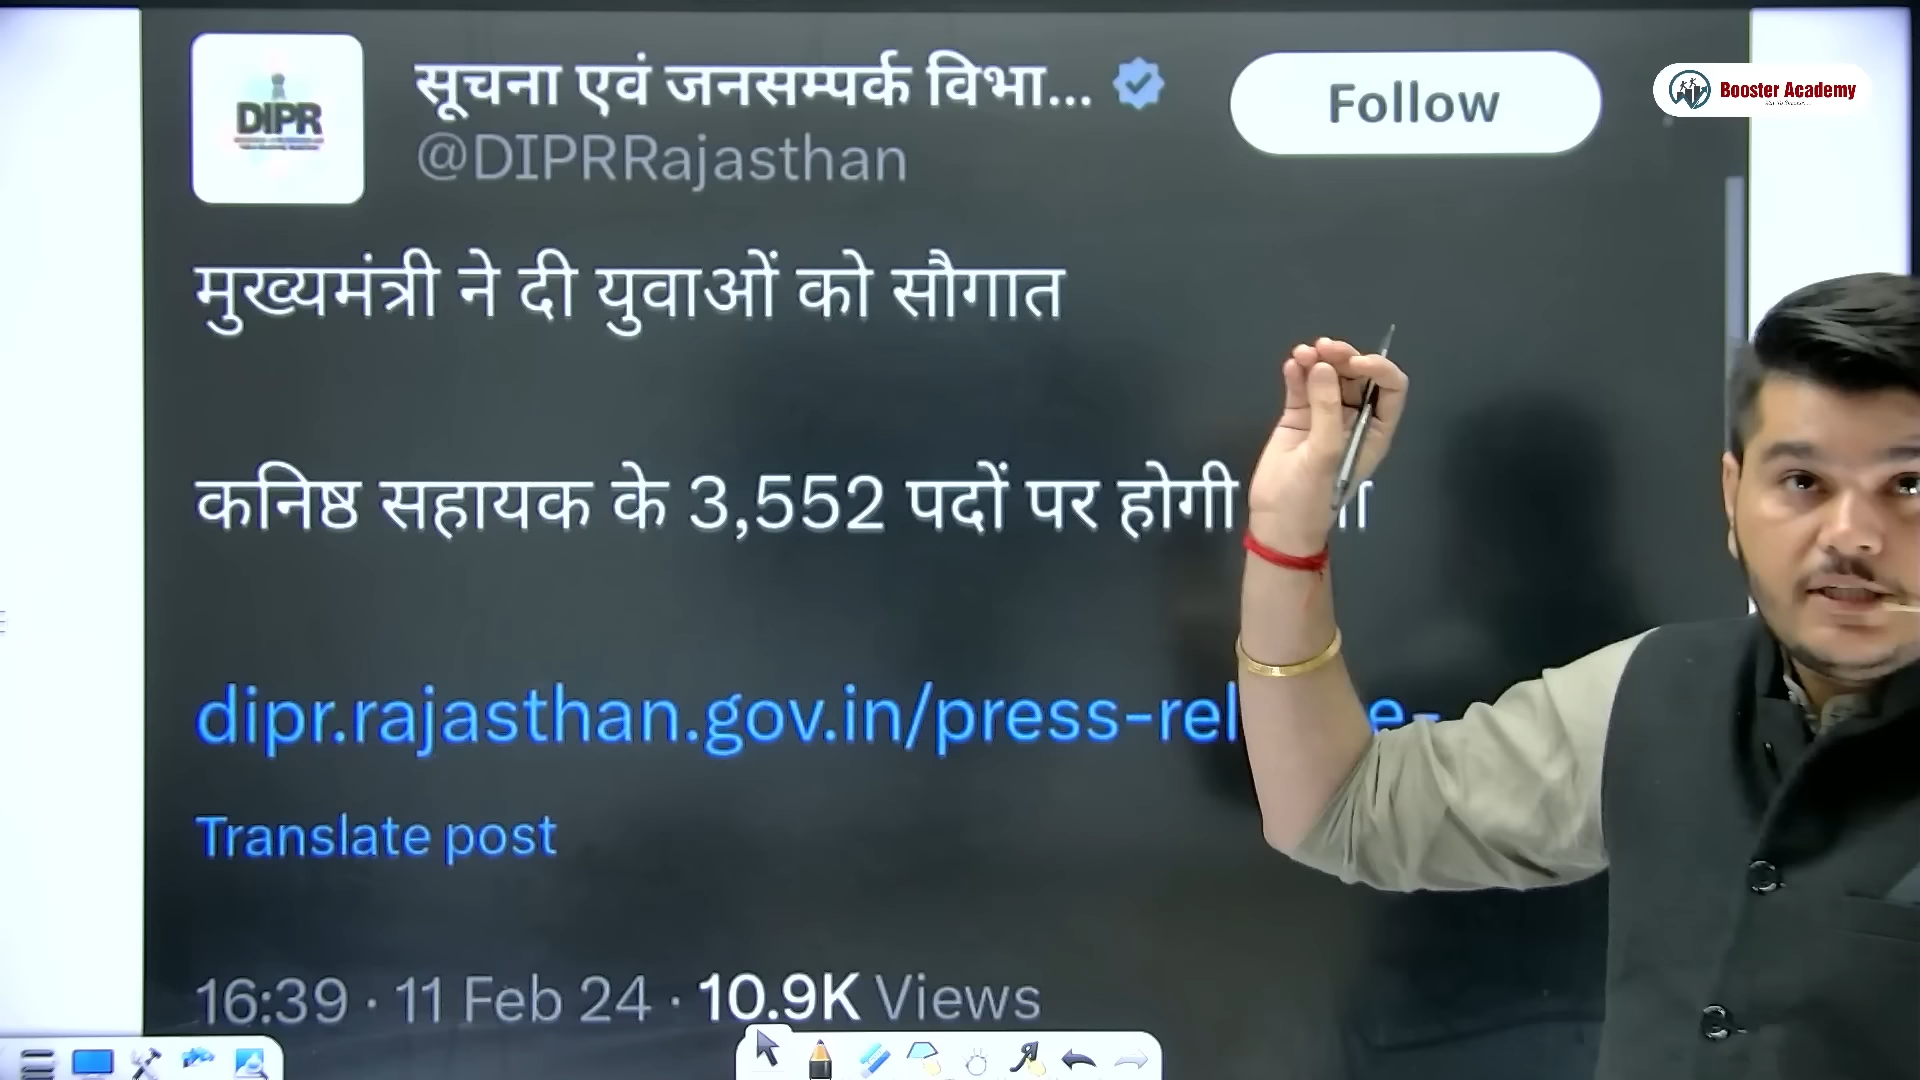 DIPR
सूचना एवं जनसम्पर्क विभा...
@DIPRRajasthan
Follow
Booster Academy
मुख्यमंत्री ने दी युवाओं को सौगात
कनिष्ठ सहायक के 3,552 पदों पर होगी
dipr.rajasthan.gov.in/press-rel
Translate post
16:39 · 11 Feb 24 · 10.9K Views